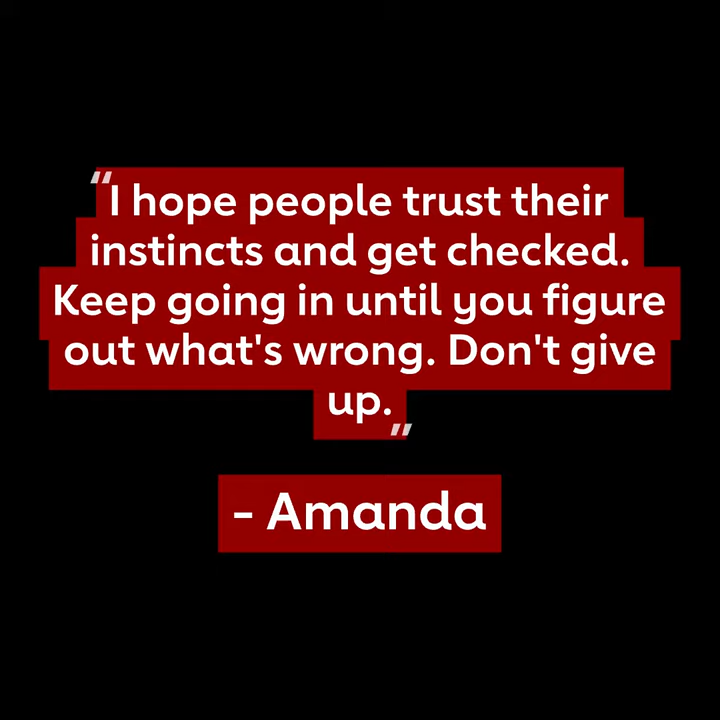 "I hope people trust their
instincts and get checked.
Keep going in until you figure
out what's wrong. Don't give
up."
- Amanda